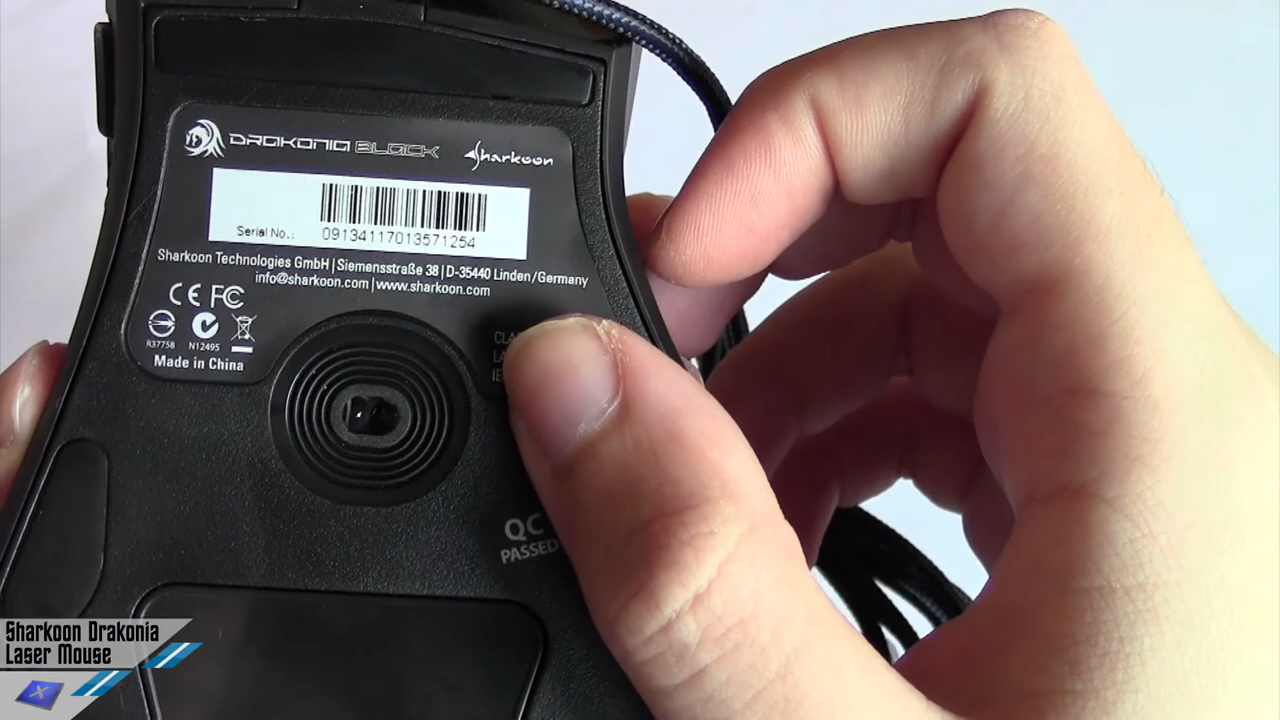 DRAKONIA BLACK Sharkoon
Serial No.: 09134117013571254
Sharkoon Technologies GmbH | Siemensstraße 38 | D-35440 Linden/Germany
info@sharkoon.com | www.sharkoon.com
CE FC
R37758 N12495
Made in China
QC
PASSED
Sharkoon Drakonia
Laser Mouse
X